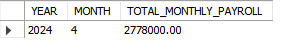 YEAR MONTH TOTAL_MONTHLY_PAYROLL
2024 4 2778000.00